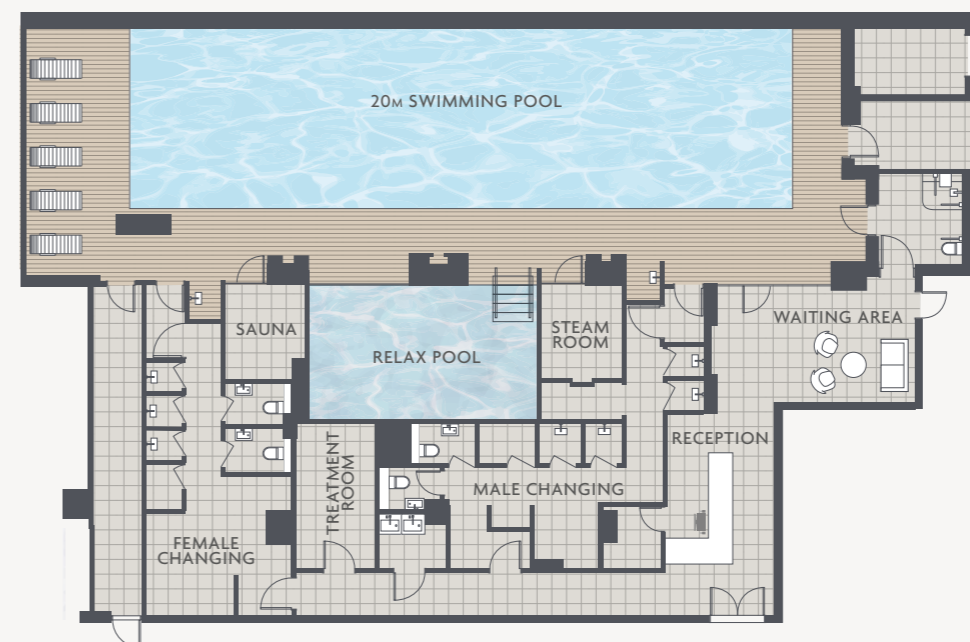 20M SWIMMING POOL
WAITING AREA
SAUNA
STEAM
ROOM
RELAX POOL
RECEPTION
TREATMENT
ROOM
MALE CHANGING
FEMALE
CHANGING